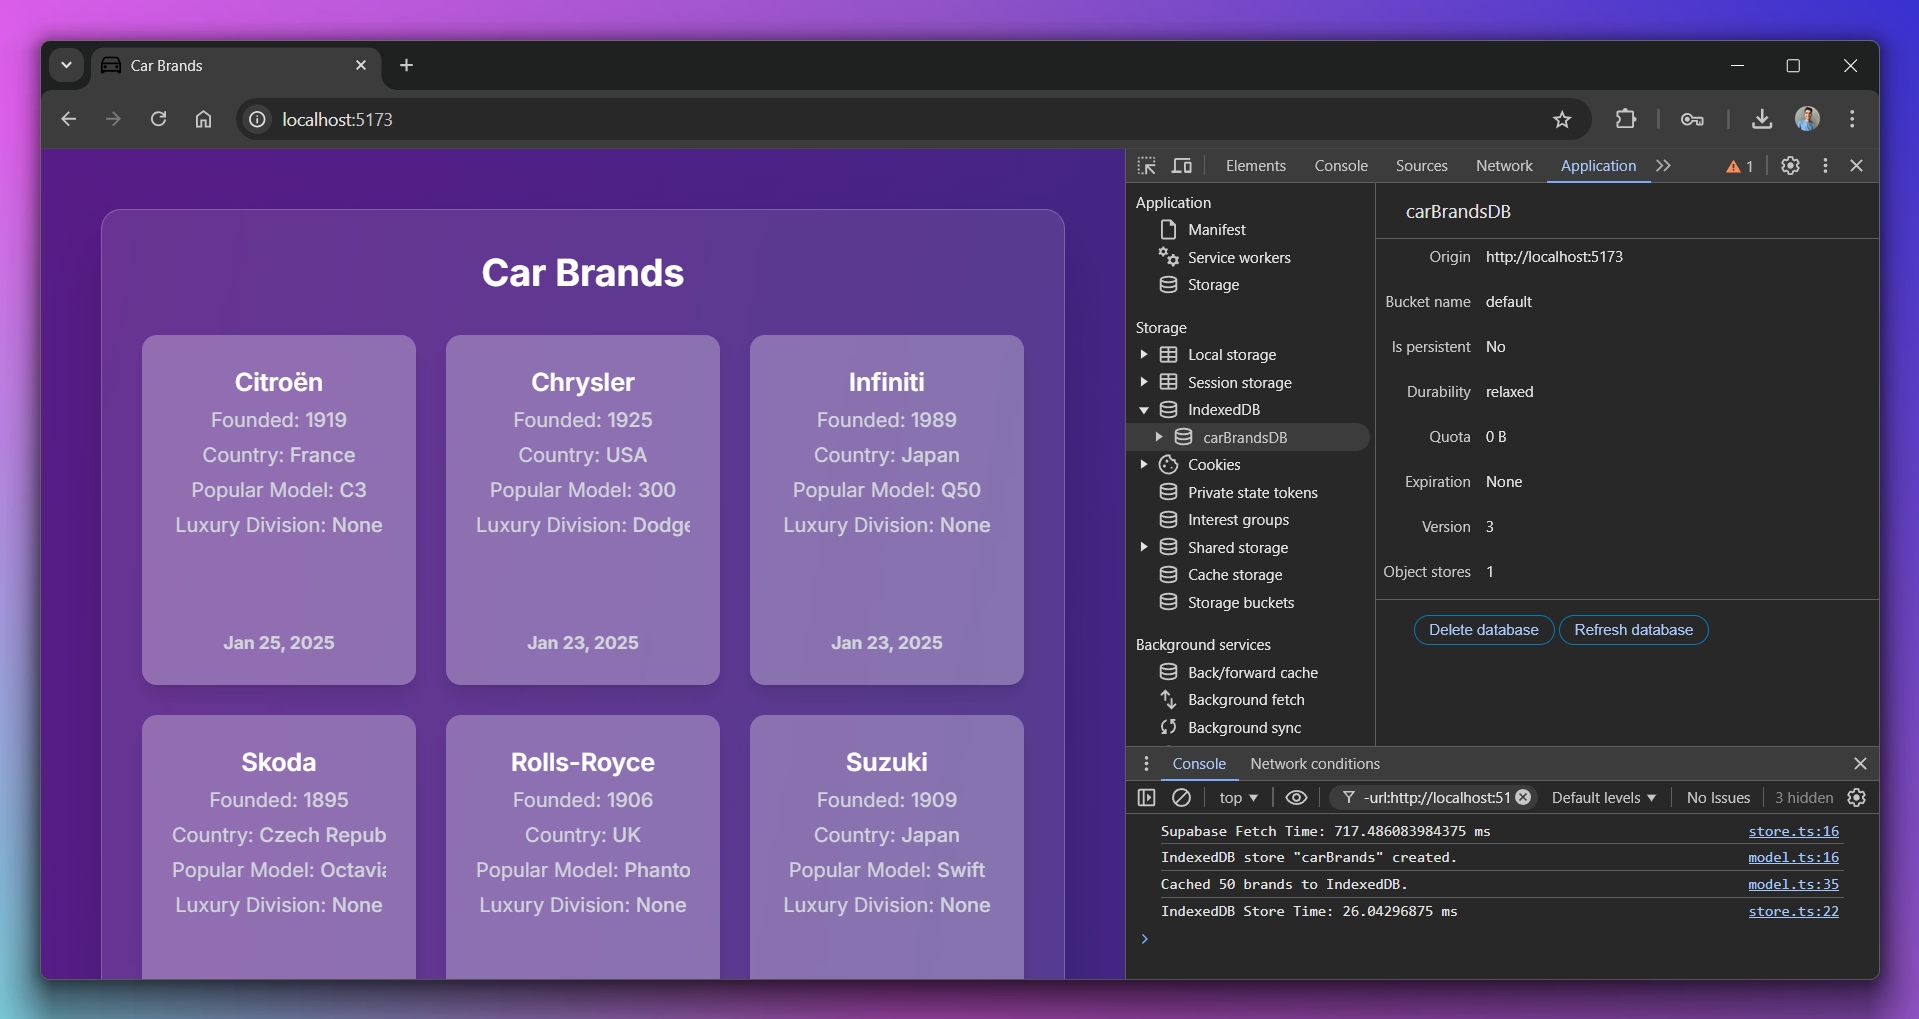 Car Brands
localhost:5173
Car Brands
Citroën
Founded: 1919
Country: France
Popular Model: C3
Luxury Division: None
Jan 25, 2025
Chrysler
Founded: 1925
Country: USA
Popular Model: 300
Luxury Division: Dodge
Jan 23, 2025
Infiniti
Founded: 1989
Country: Japan
Popular Model: Q50
Luxury Division: None
Jan 23, 2025
Skoda
Founded: 1895
Country: Czech Repub
Popular Model: Octavia
Luxury Division: None
Rolls-Royce
Founded: 1906
Country: UK
Popular Model: Phanto
Luxury Division: None
Suzuki
Founded: 1909
Country: Japan
Popular Model: Swift
Luxury Division: None
Elements Console Sources Network Application 1
Application
Manifest
Service workers
Storage
Storage
Local storage
Session storage
IndexedDB
carBrandsDB
Cookies
Private state tokens
Interest groups
Shared storage
Cache storage
Storage buckets
Background services
Back/forward cache
Background fetch
Background sync
carBrandsDB
Origin http://localhost:5173
Bucket name default
Is persistent No
Durability relaxed
Quota 0 B
Expiration None
Version 3
Object stores 1
Delete database Refresh database
Console Network conditions
top -url:http://localhost:51 Default levels No Issues 3 hidden
Supabase Fetch Time: 717.486083984375 ms store.ts:16
IndexedDB store "carBrands" created. model.ts:16
Cached 50 brands to IndexedDB. model.ts:35
IndexedDB Store Time: 26.04296875 ms store.ts:22